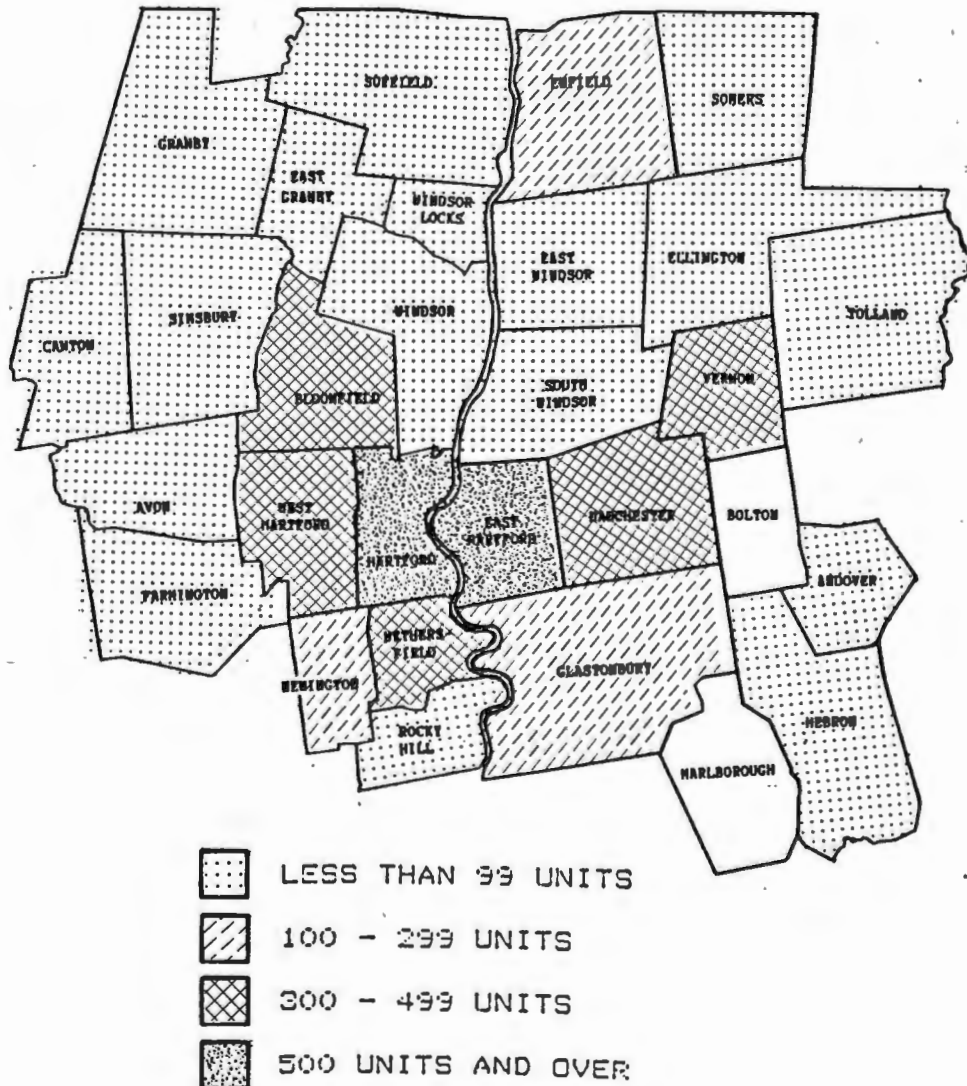 SUFFIELD
ENFIELD
SOMERS
GRANBY
EAST
GRANBY
WINDSOR
LOCKS
EAST
WINDSOR
ELLINGTON
TOLLAND
CANTON
SIMSBURY
WINDSOR
BLOOMFIELD
SOUTH
WINDSOR
VERNON
AVON
WEST
HARTFORD
HARTFORD
EAST
HARTFORD
MANCHESTER
BOLTON
ANDOVER
FARMINGTON
NEWINGTON
WETHERS-
FIELD
GLASTONBURY
ROCKY
HILL
HEBRON
MARLBOROUGH
LESS THAN 99 UNITS
100 - 299 UNITS
300 - 499 UNITS
500 UNITS AND OVER